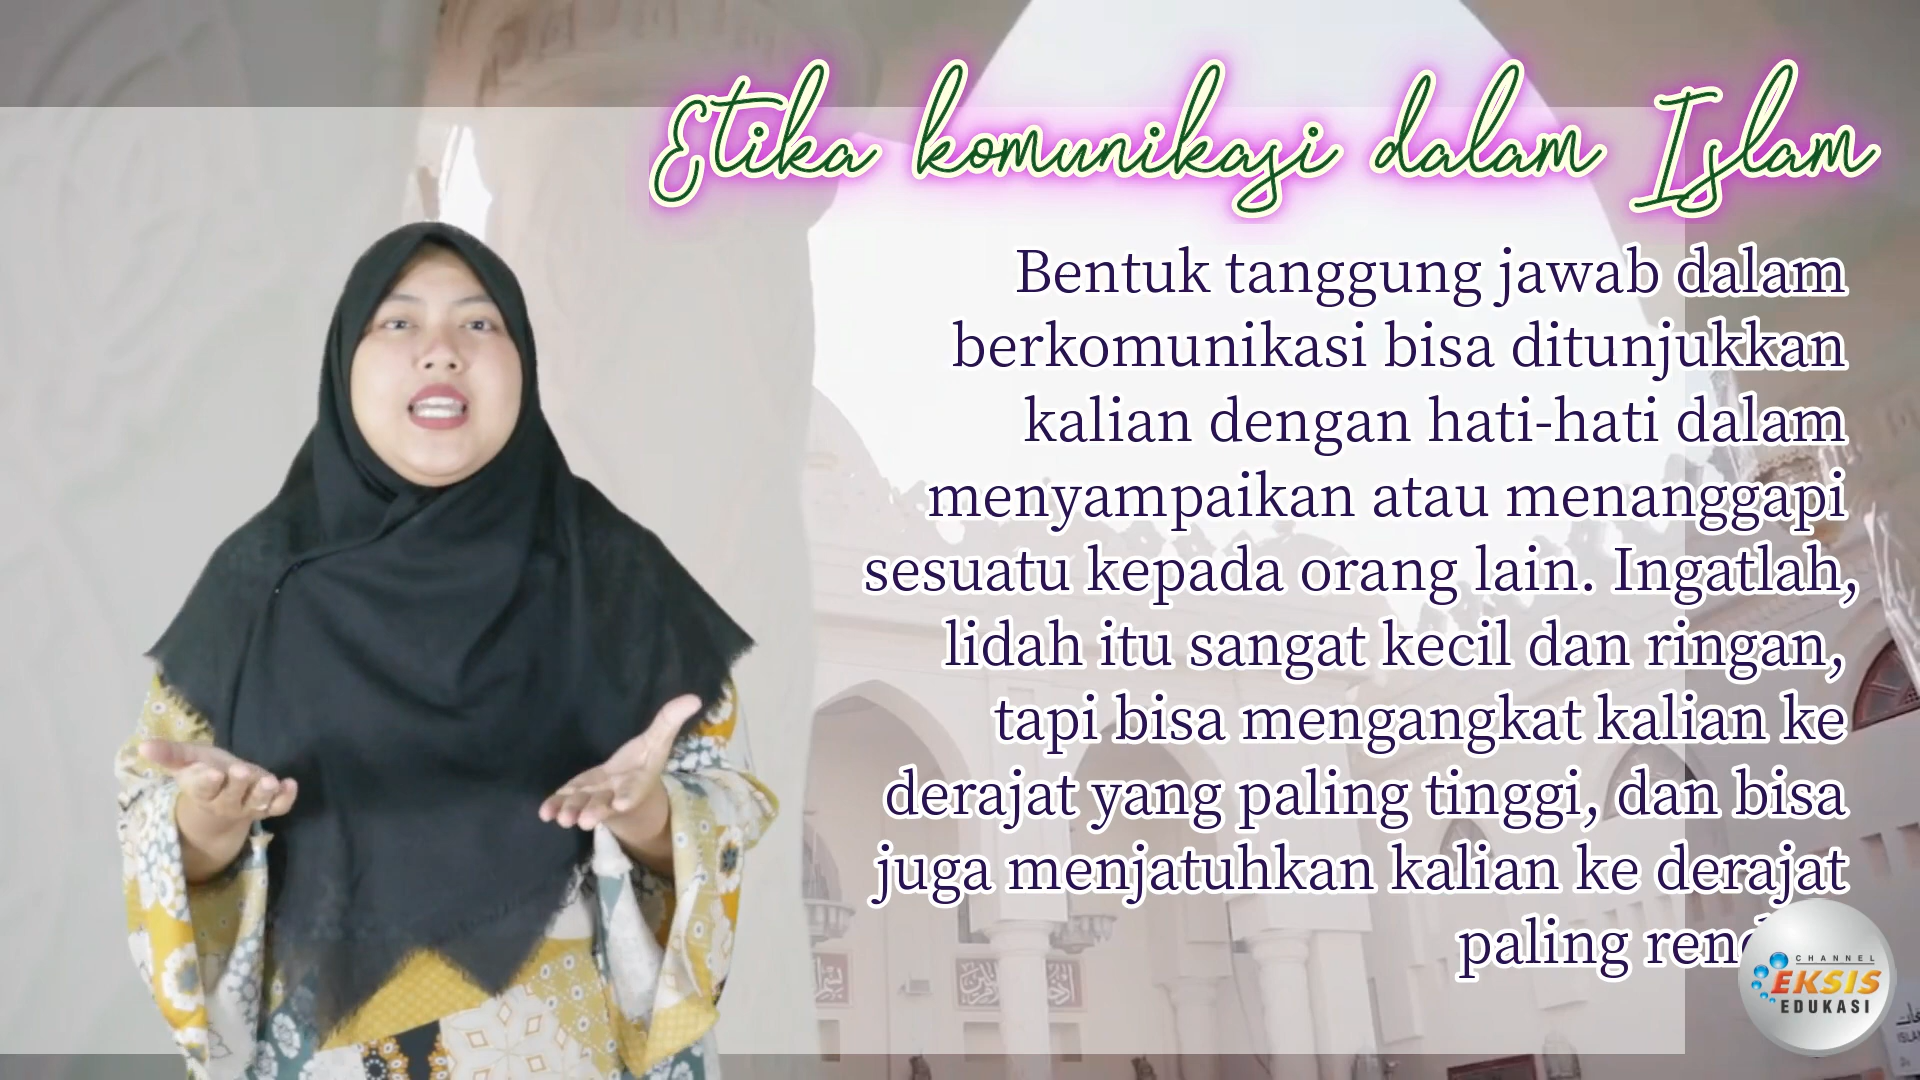 Etika komunikasi dalam Islam
Bentuk tanggung jawab dalam
berkomunikasi bisa ditunjukkan
kalian dengan hati-hati dalam
menyampaikan atau menanggapi
sesuatu kepada orang lain. Ingatlah,
lidah itu sangat kecil dan ringan,
tapi bisa mengangkat kalian ke
derajat yang paling tinggi, dan bisa
juga menjatuhkan kalian ke derajat
paling
CHANNEL
EKSIS
EDUKASI